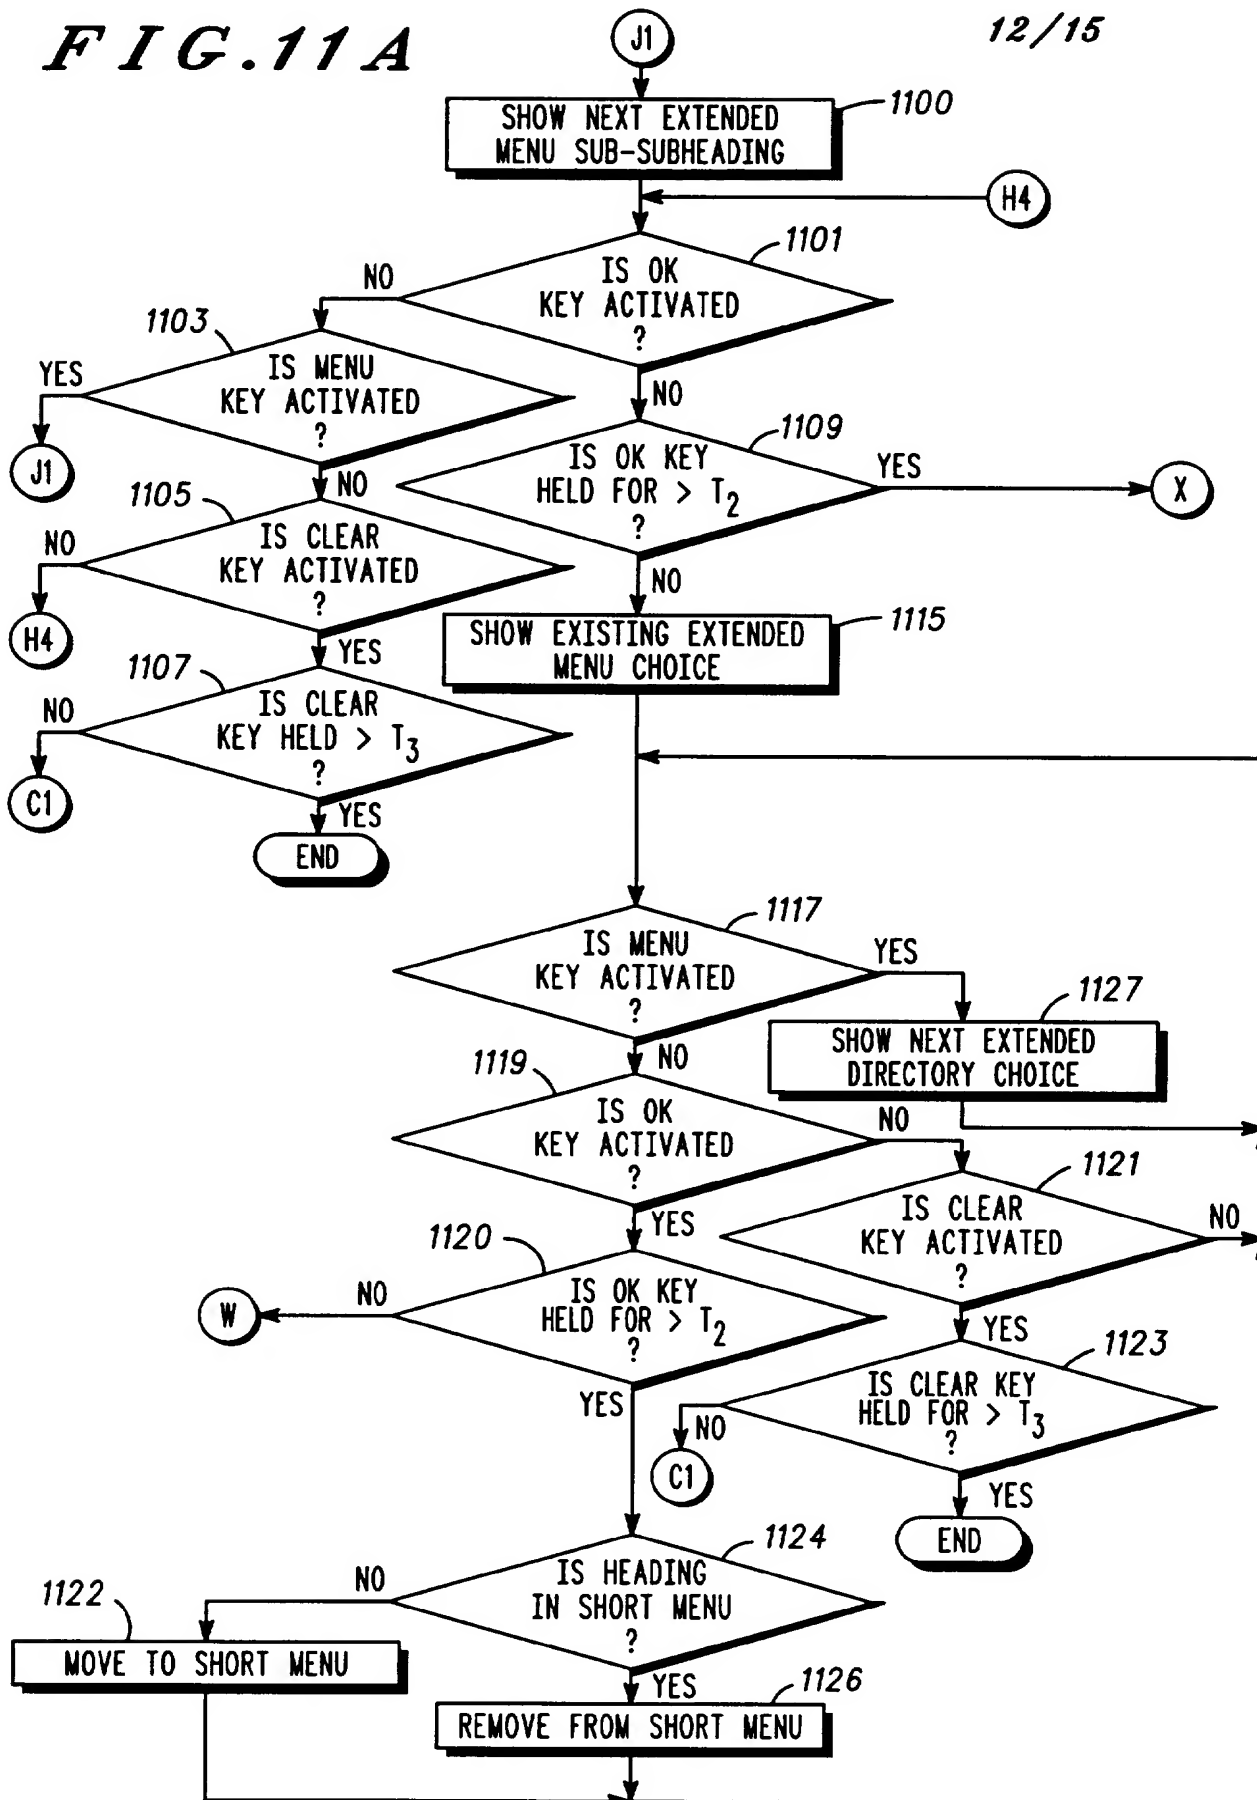 FIG.11A
12/15
J1
1100
SHOW NEXT EXTENDED
MENU SUB-SUBHEADING
H4
1101
IS OK
KEY ACTIVATED
?
NO
NO
1103
IS MENU
KEY ACTIVATED
?
YES
J1
NO
1109
IS OK KEY
HELD FOR > T2
?
YES
X
NO
1105
IS CLEAR
KEY ACTIVATED
?
NO
H4
YES
1115
SHOW EXISTING EXTENDED
MENU CHOICE
1107
IS CLEAR
KEY HELD > T3
?
NO
C1
YES
END
1117
IS MENU
KEY ACTIVATED
?
YES
NO
1127
SHOW NEXT EXTENDED
DIRECTORY CHOICE
1119
IS OK
KEY ACTIVATED
?
NO
YES
1121
IS CLEAR
KEY ACTIVATED
?
NO
YES
1120
IS OK KEY
HELD FOR > T2
?
NO
W
YES
1123
IS CLEAR KEY
HELD FOR > T3
?
NO
C1
YES
END
1124
IS HEADING
IN SHORT MENU
?
NO
YES
1122
MOVE TO SHORT MENU
1126
REMOVE FROM SHORT MENU